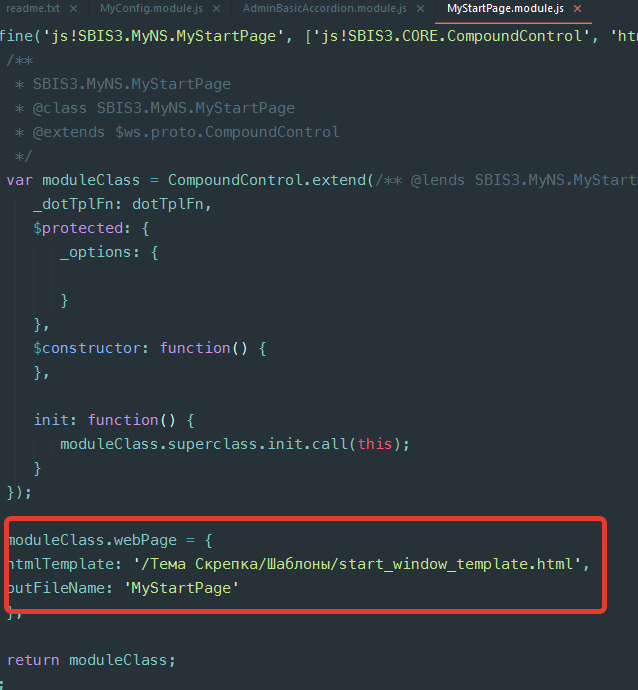 readme.txt × MyConfig.module.js × AdminBasicAccordion.module.js × MyStartPage.module.js ×
fine('js!SBIS3.MyNS.MyStartPage', ['js!SBIS3.CORE.CompoundControl', 'ht
/**
* SBIS3.MyNS.MyStartPage
* @class SBIS3.MyNS.MyStartPage
* @extends $ws.proto.CompoundControl
*/
var moduleClass = CompoundControl.extend(/** @lends SBIS3.MyNS.MyStart
_dotTplFn: dotTplFn,
$protected: {
_options: {
}
},
$constructor: function() {
},
init: function() {
moduleClass.superclass.init.call(this);
}
});
moduleClass.webPage = {
htmlTemplate: '/Тема Скрепка/Шаблоны/start_window_template.html',
outFileName: 'MyStartPage'
};
return moduleClass;
;